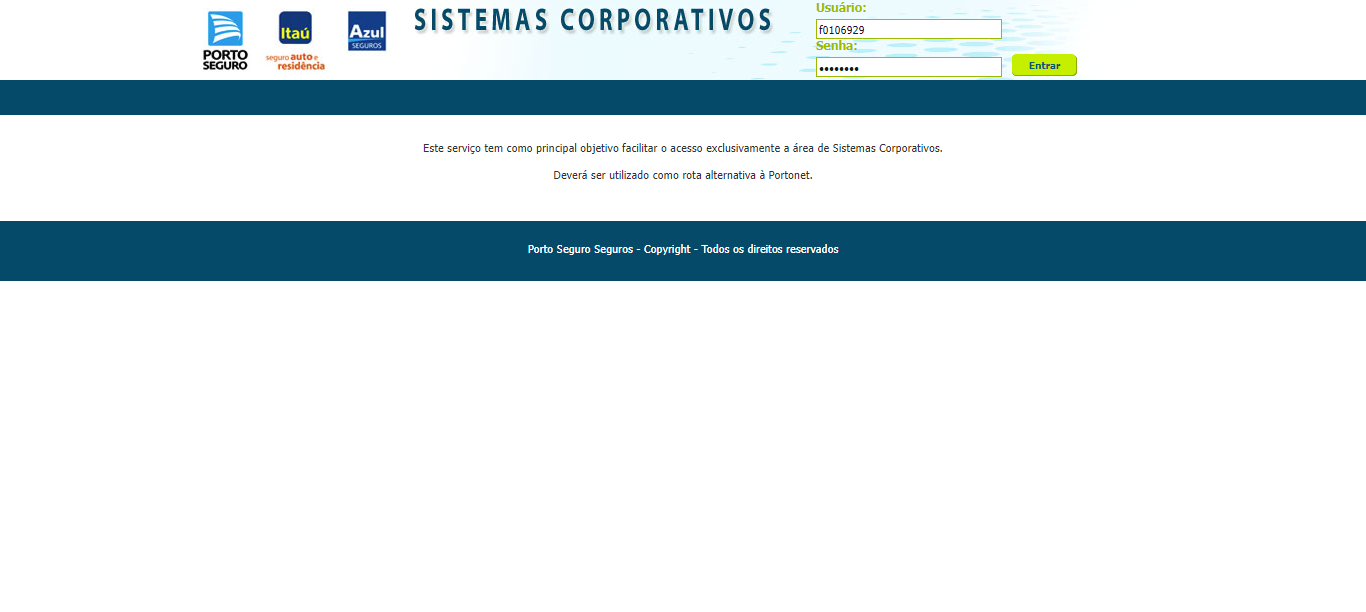 PORTO
SEGURO
Itaú
seguro auto e
residência
Azul
SEGUROS
SISTEMAS CORPORATIVOS
Usuário:
f0106929
Senha:
••••••••
Entrar
Este serviço tem como principal objetivo facilitar o acesso exclusivamente a área de Sistemas Corporativos.
Deverá ser utilizado como rota alternativa à Portonet.
Porto Seguro Seguros - Copyright - Todos os direitos reservados